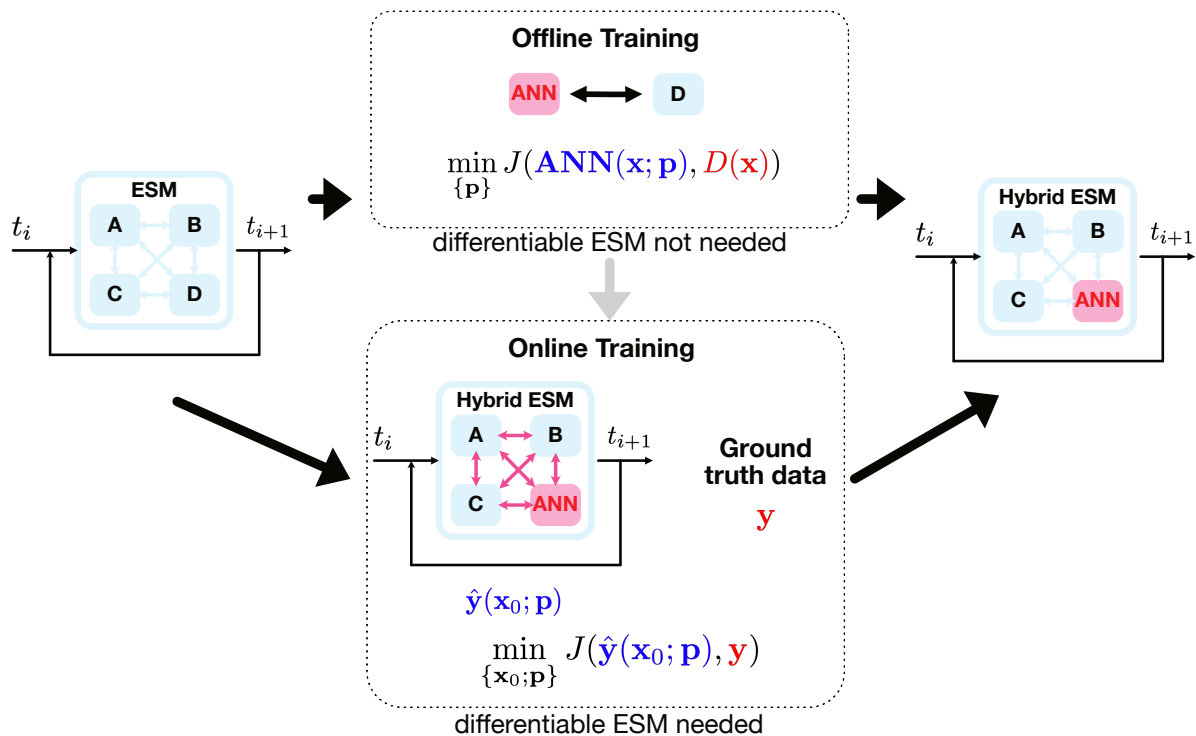 Offline Training
ANN D
min J(ANN(x; p), D(x))
{p}
differentiable ESM not needed
ESM
A B
C D
t_i
t_{i+1}
Hybrid ESM
A B
C ANN
t_i
t_{i+1}
Online Training
Hybrid ESM
A B
C ANN
t_i
t_{i+1}
Ground
truth data
y
ŷ(x_0; p)
min J(ŷ(x_0; p), y)
{x_0;p}
differentiable ESM needed